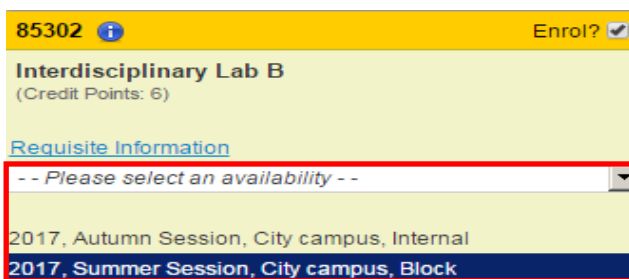 85302 Enrol?
Interdisciplinary Lab B
(Credit Points: 6)
Requisite Information
- - Please select an availability - -
2017, Autumn Session, City campus, Internal
2017, Summer Session, City campus, Block